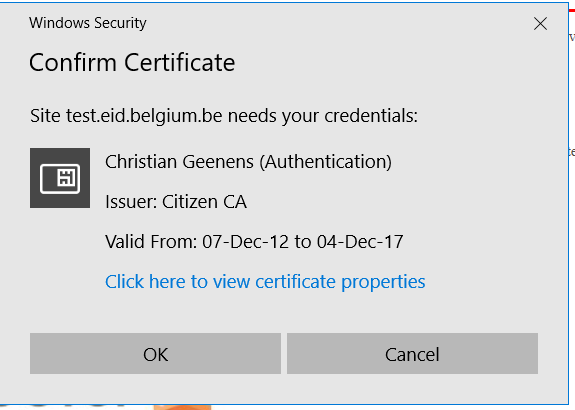 Windows Security
Confirm Certificate
Site test.eid.belgium.be needs your credentials:
Christian Geenens (Authentication)
Issuer: Citizen CA
Valid From: 07-Dec-12 to 04-Dec-17
Click here to view certificate properties
OK
Cancel